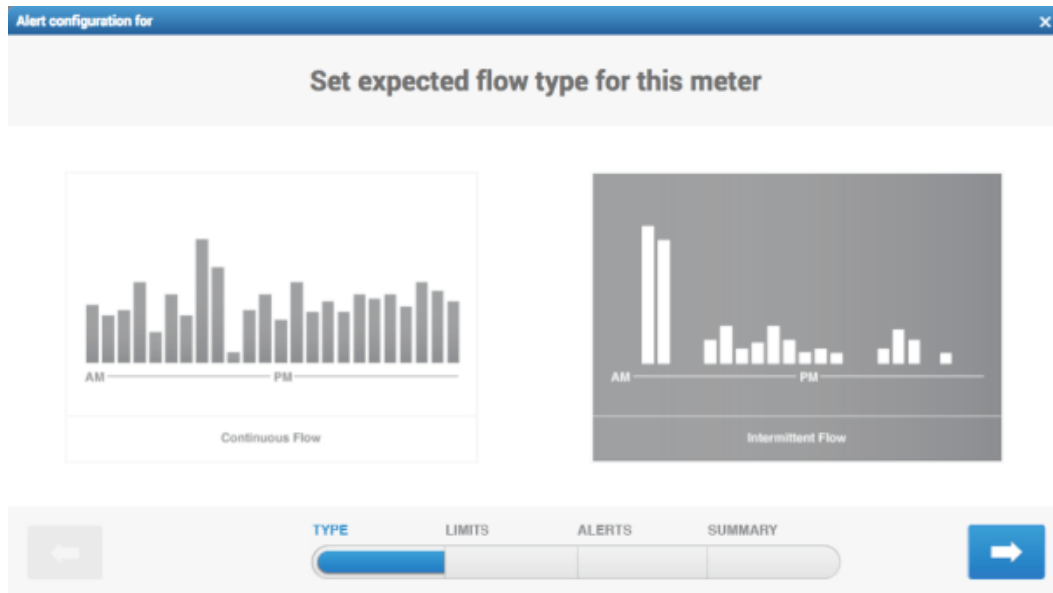 Alert configuration for
Set expected flow type for this meter
AM PM
Continuous Flow
AM PM
Intermittent Flow
TYPE LIMITS ALERTS SUMMARY